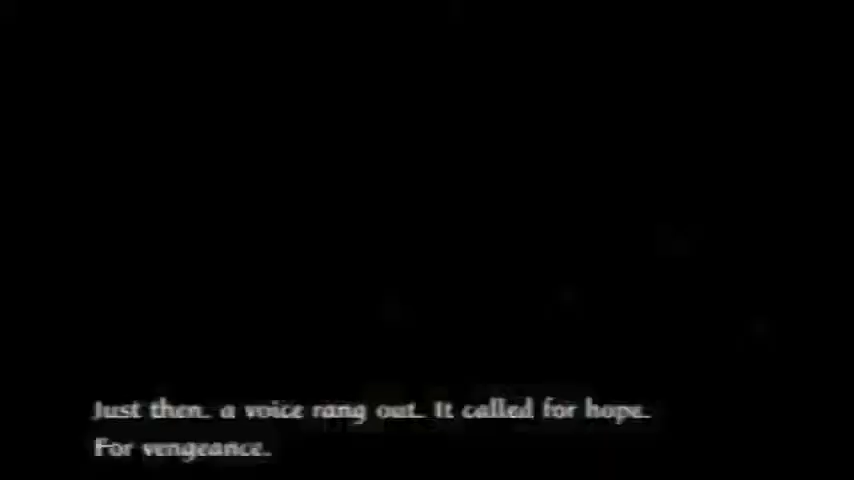 Just then, a voice rang out. It called for hope.
For vengeance.